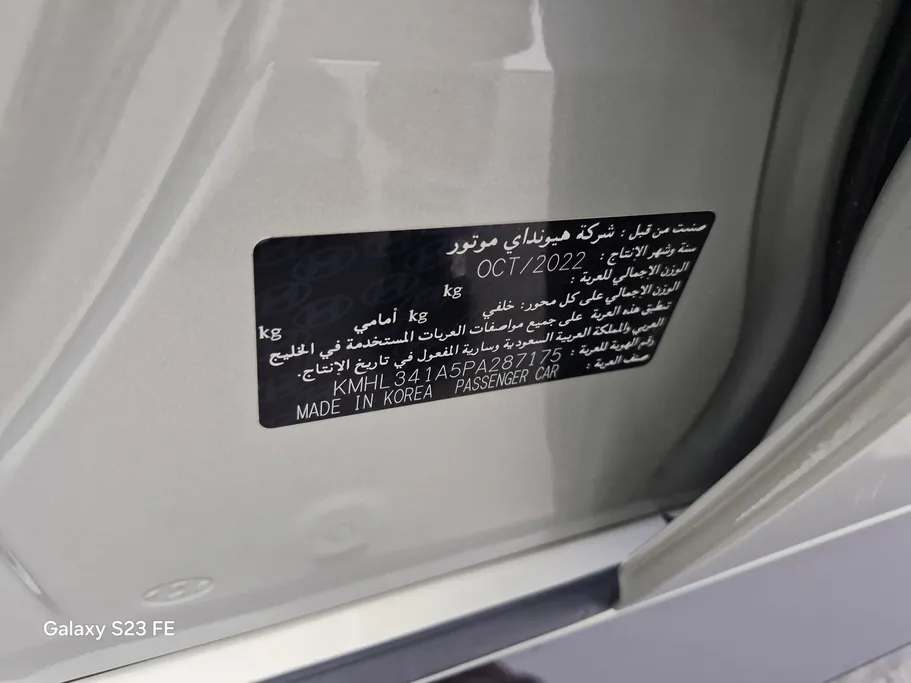 صنعت من قبل : شركة هيونداي موتور
سنة وشهر الإنتاج : OCT/2022
الوزن الإجمالي للعربة : kg
الوزن الإجمالي على كل محور : خلفي kg أمامي kg
تنطبق هذه العربة على جميع مواصفات العربات المستخدمة في الخليج
العربي والمملكة العربية السعودية وسارية المفعول في تاريخ الإنتاج.
رقم الهوية للعربة : KMHL341A5PA287175
صنف العربة : PASSENGER CAR MADE IN KOREA
Galaxy S23 FE